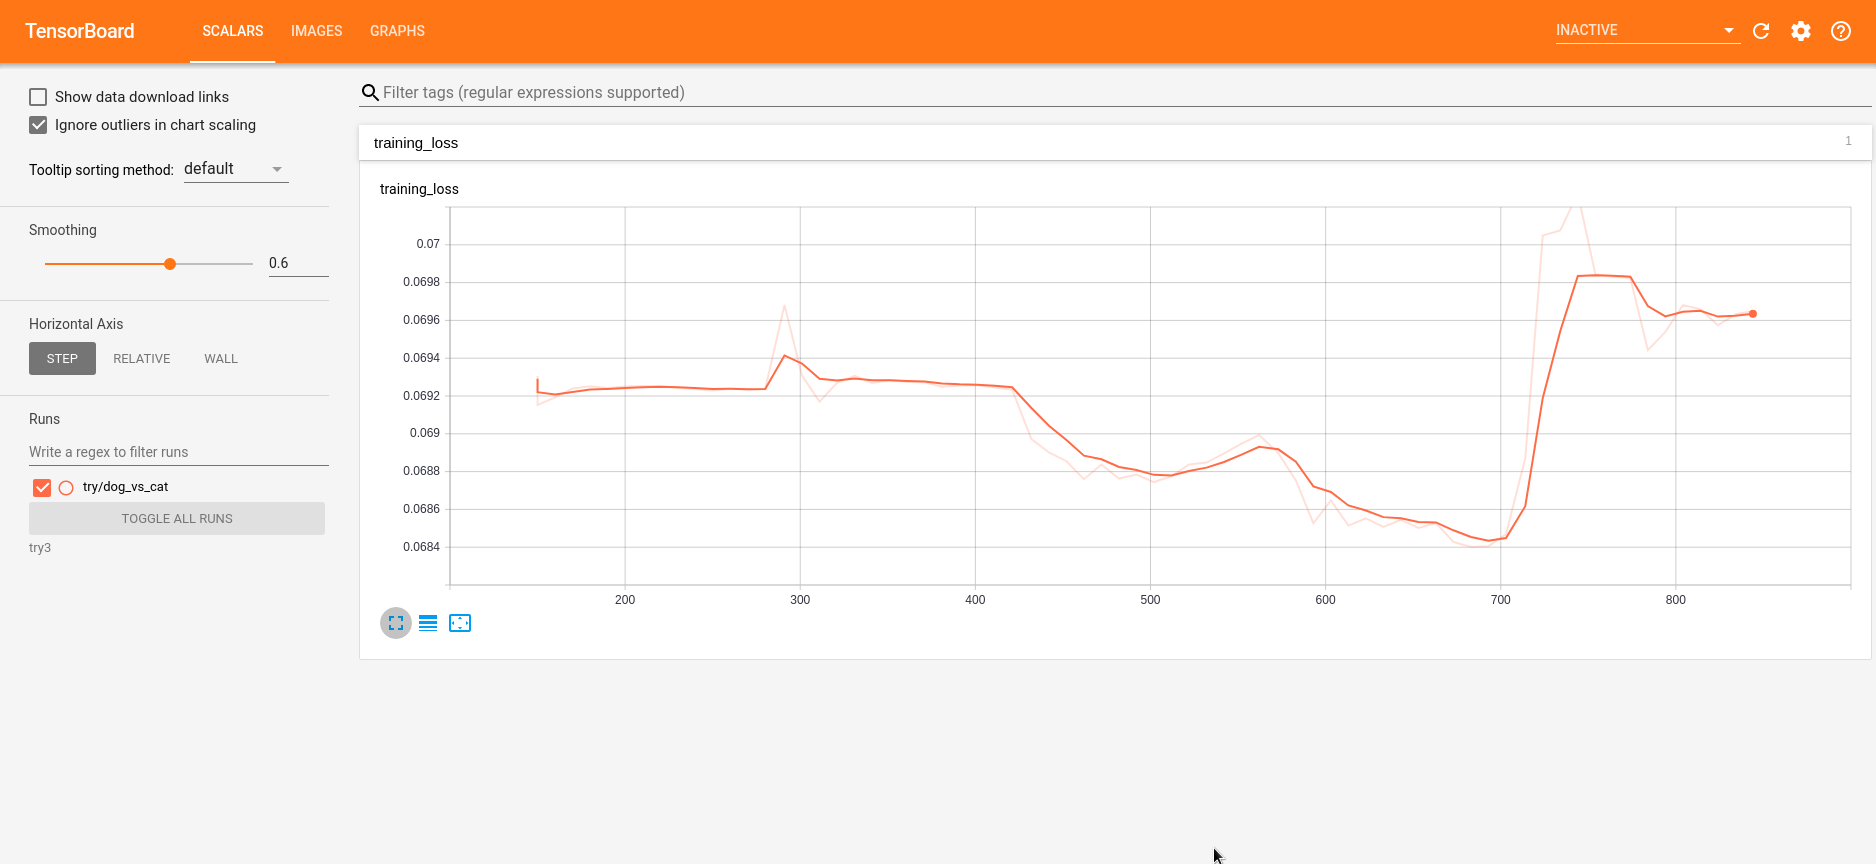 TensorBoard SCALARS IMAGES GRAPHS INACTIVE
Show data download links
Ignore outliers in chart scaling
Tooltip sorting method: default
Smoothing
0.6
Horizontal Axis
STEP RELATIVE WALL
Runs
Write a regex to filter runs
try/dog_vs_cat
TOGGLE ALL RUNS
try3
Filter tags (regular expressions supported)
training_loss 1
training_loss
0.07
0.0698
0.0696
0.0694
0.0692
0.069
0.0688
0.0686
0.0684
200 300 400 500 600 700 800